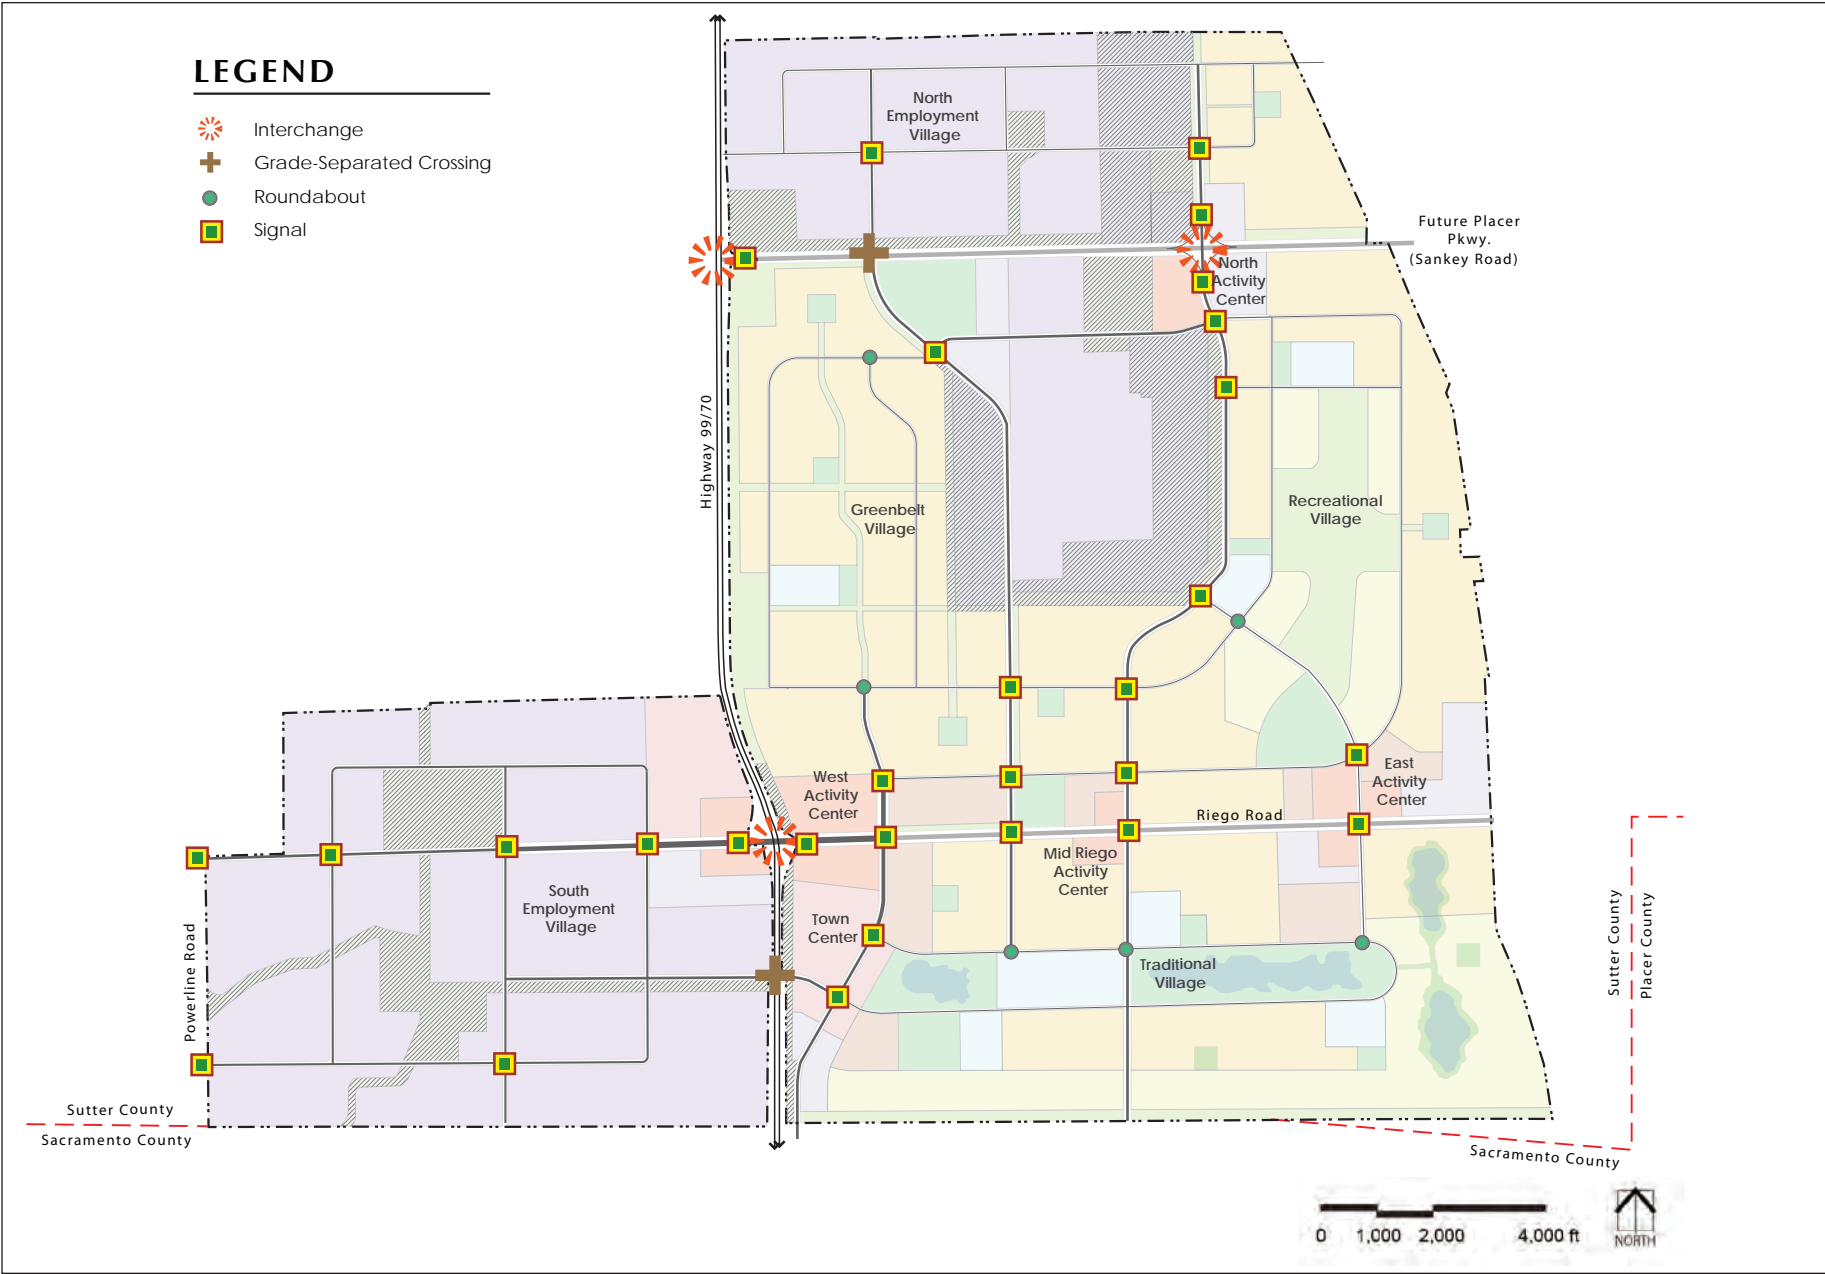 LEGEND
Interchange
Grade-Separated Crossing
Roundabout
Signal
North
Employment
Village
Future Placer
Pkwy.
(Sankey Road)
North
Activity
Center
Highway 99/70
Greenbelt
Village
Recreational
Village
West
Activity
Center
East
Activity
Center
Riego Road
Mid Riego
Activity
Center
South
Employment
Village
Town
Center
Traditional
Village
Powerline Road
Sutter County
Placer County
Sutter County
Sacramento County
Sacramento County
0 1,000 2,000 4,000 ft
NORTH